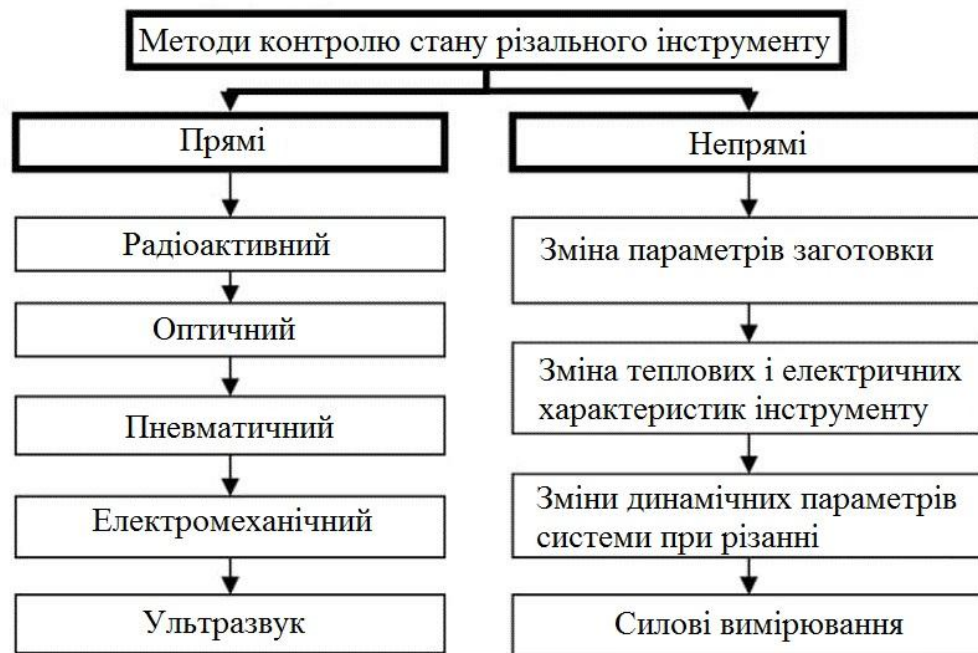 Методи контролю стану різального інструменту
Прямі
Непрямі
Радіоактивний
Оптичний
Пневматичний
Електромеханічний
Ультразвук
Зміна параметрів заготовки
Зміна теплових і електричних
характеристик інструменту
Зміни динамічних параметрів
системи при різанні
Силові вимірювання